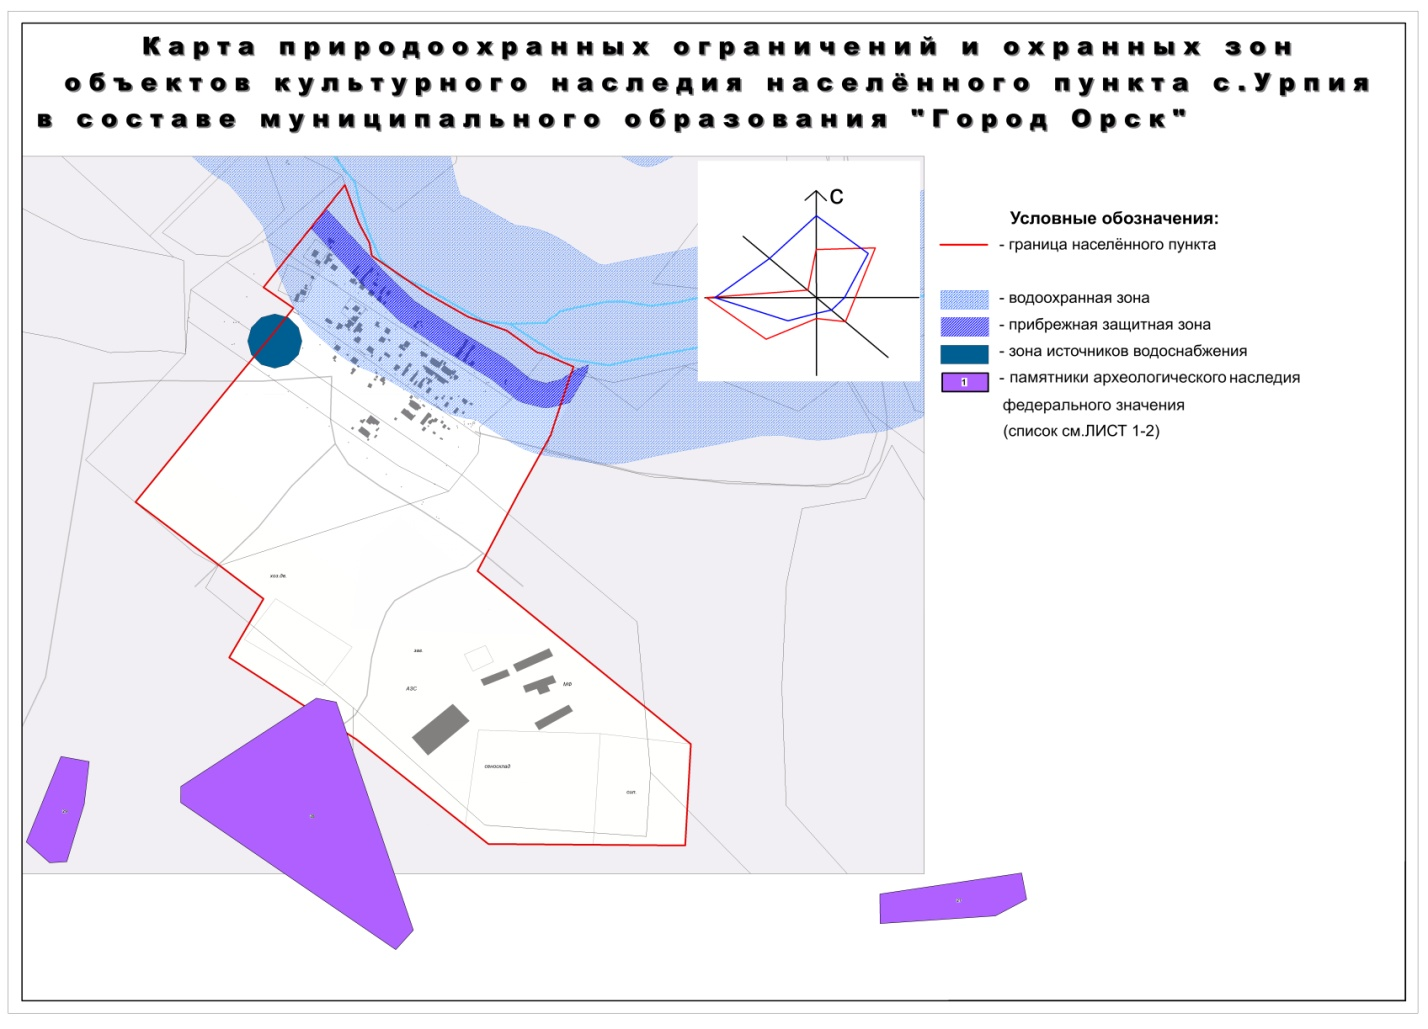 Карта природоохранных ограничений и охранных зон
объектов культурного наследия населённого пункта с.Урпия
в составе муниципального образования "Город Орск"
С
Условные обозначения:
- граница населённого пункта
- водоохранная зона
- прибрежная защитная зона
- зона источников водоснабжения
1
- памятники археологического наследия
федерального значения
(список см.ЛИСТ 1-2)
хоз дв.
АЗС